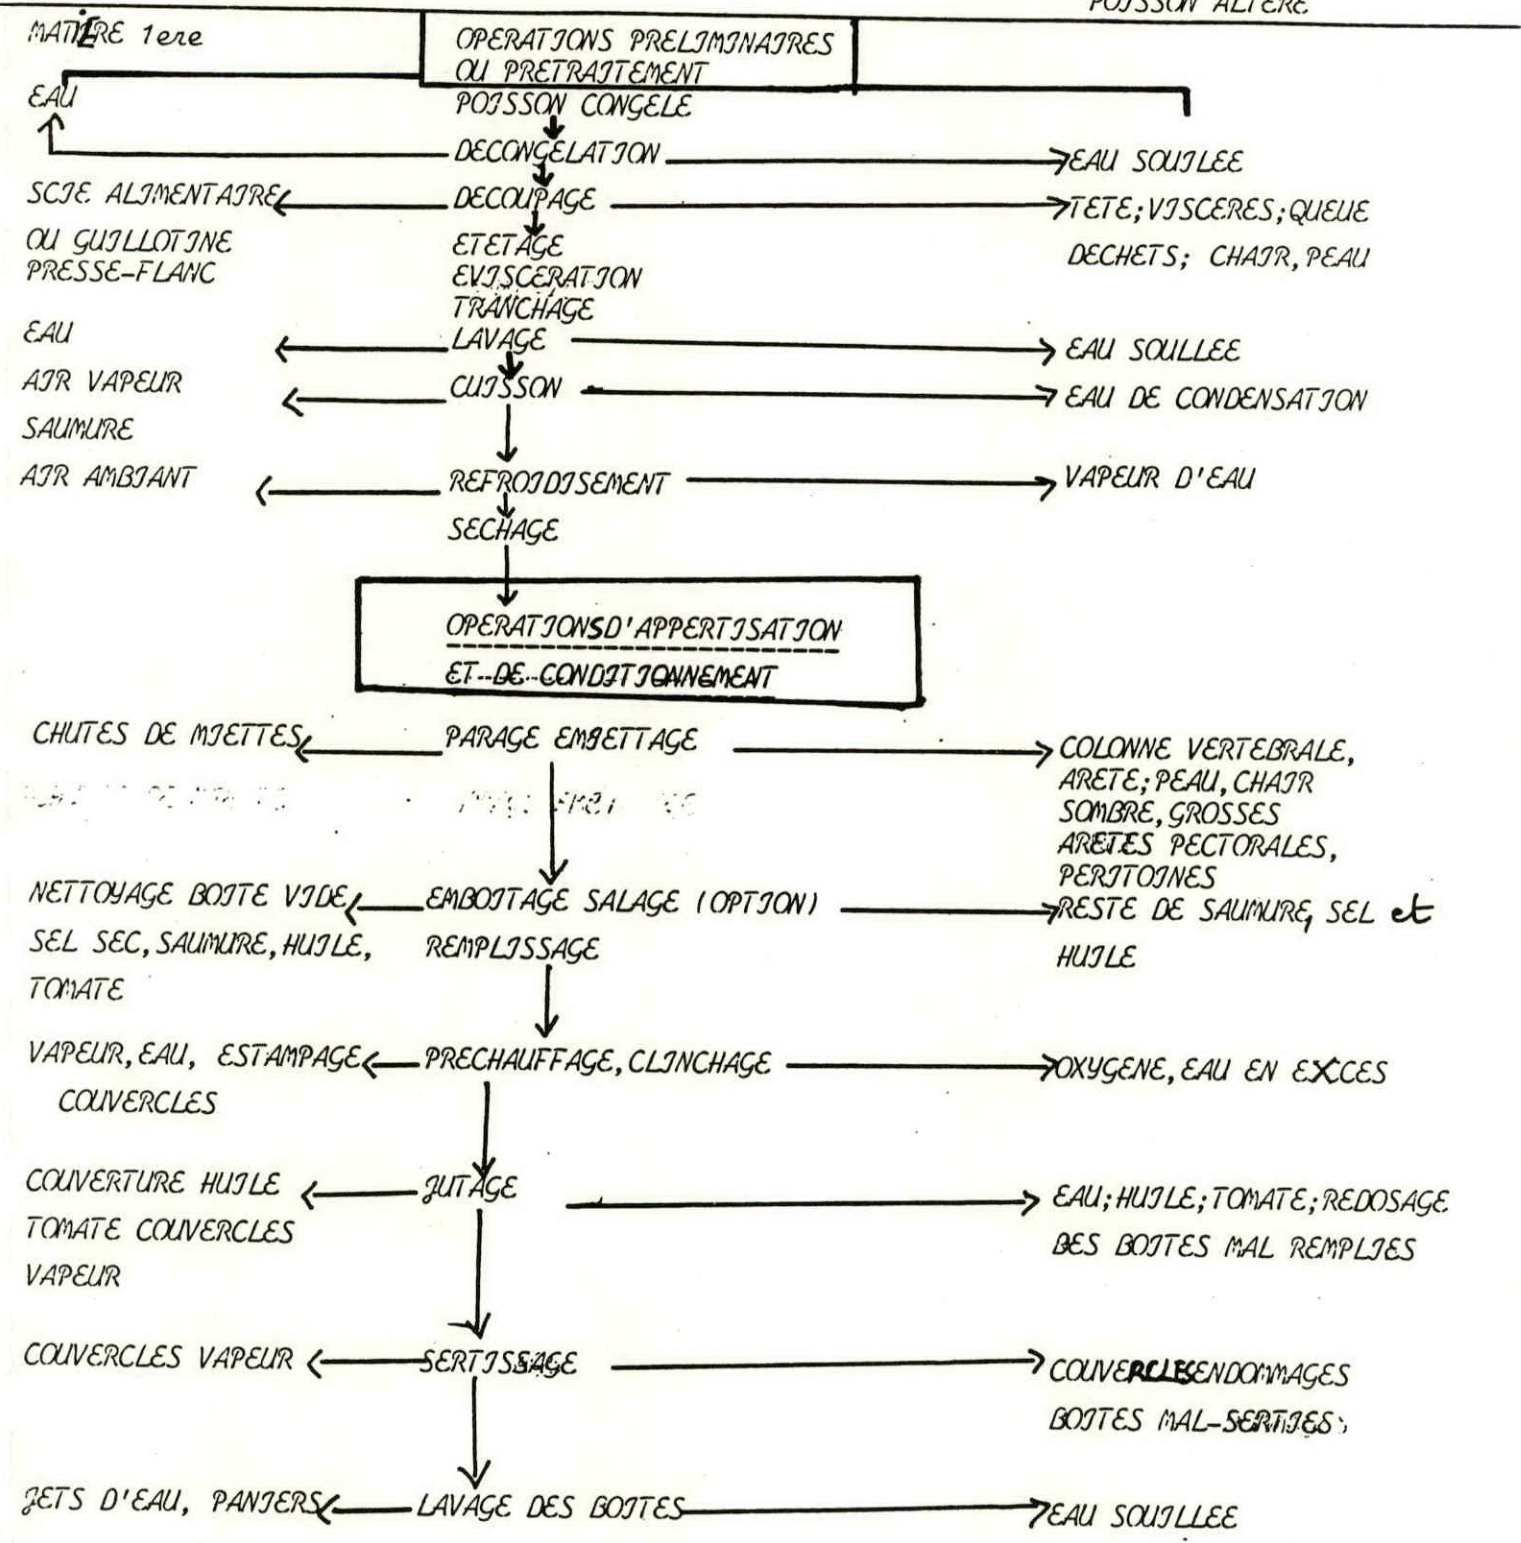 POISSON ALTERE
MATIERE 1ere
OPERATIONS PRELIMINAIRES
OU PRETRAITEMENT
EAU
POISSON CONGELE
DECONGELATION
EAU SOUILEE
SCIE ALIMENTAIRE
DECOUPAGE
TETE; VISCERES; QUEUE
OU GUILLOTINE
ETETAGE
DECHETS; CHAIR, PEAU
PRESSE-FLANC
EVISCERATION
TRANCHAGE
EAU
LAVAGE
EAU SOULLEE
AIR VAPEUR
CUISSON
EAU DE CONDENSATION
SAUMURE
AIR AMBIANT
REFROIDISEMENT
VAPEUR D'EAU
SECHAGE
OPERATIONSD'APPERTISATION
ET DE CONDITIONNEMENT
CHUTES DE MIETTES
PARAGE EMIETTAGE
COLONNE VERTEBRALE,
ARETE; PEAU, CHAIR
SOMBRE, GROSSES
ARETES PECTORALES,
PERITOINES
NETTOYAGE BOITE VIDE
EMBOITAGE SALAGE (OPTION)
RESTE DE SAUMURE, SEL et
SEL SEC, SAUMURE, HUILE,
REMPLISSAGE
HUILE
TOMATE
VAPEUR, EAU, ESTAMPAGE
PRECHAUFFAGE, CLINCHAGE
OXYGENE, EAU EN EXCES
COUVERCLES
COUVERTURE HUILE
JUTAGE
EAU; HUILE; TOMATE; REDOSAGE
TOMATE COUVERCLES
DES BOITES MAL REMPLIES
VAPEUR
COUVERCLES VAPEUR
SERTISSAGE
COUVERCLESENDOMMAGES
BOITES MAL-SERTIES;
JETS D'EAU, PANIERS
LAVAGE DES BOITES
EAU SOUILLEE